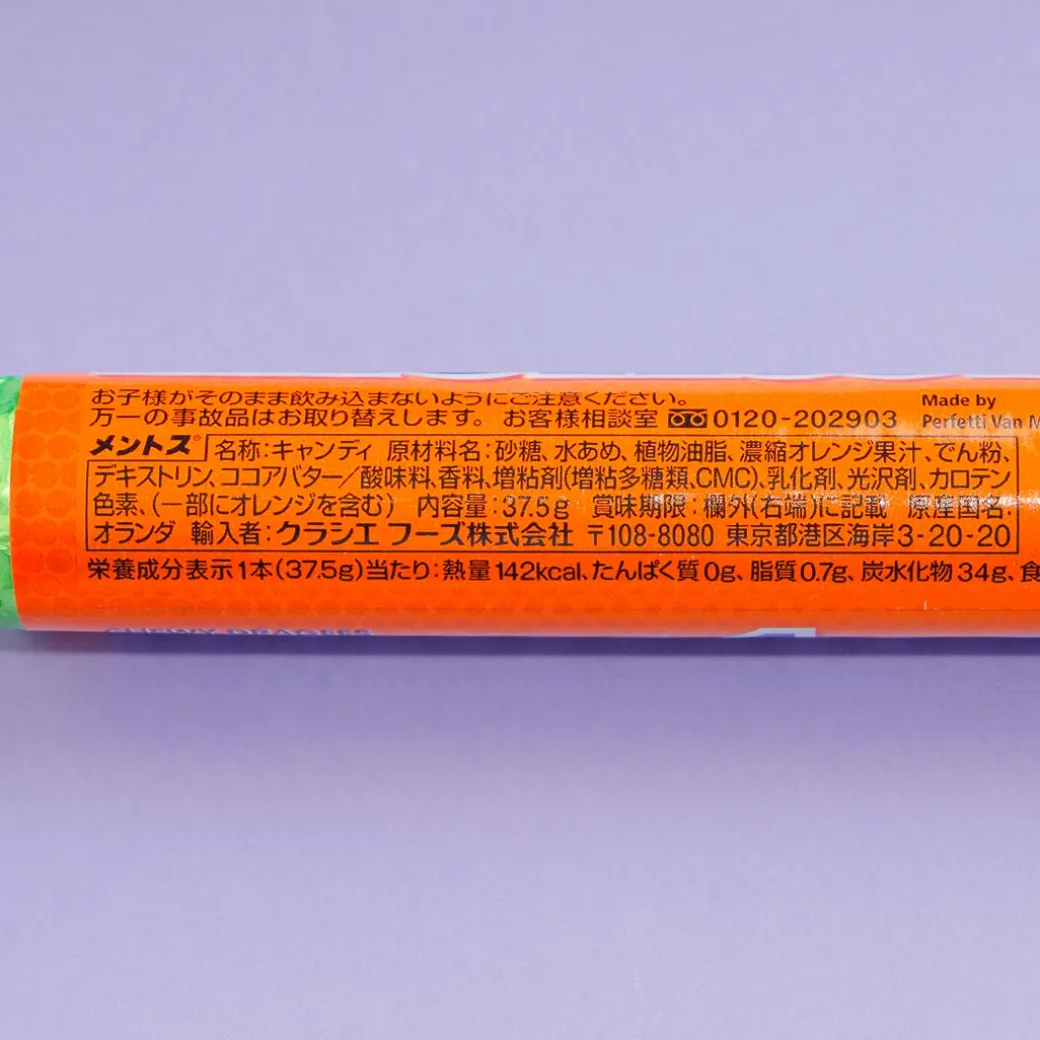 お子様がそのまま飲み込まないようにご注意ください。
万一の事故品はお取り替えします。 お客様相談室 0120-202903
Made by
Perfetti Van M
メントス® 名称:キャンディ 原材料名:砂糖、水あめ、植物油脂、濃縮オレンジ果汁、でん粉、
デキストリン、ココアバター/酸味料、香料、増粘剤(増粘多糖類、CMC)、乳化剤、光沢剤、カロテン
色素、(一部にオレンジを含む) 内容量:37.5g 賞味期限:欄外(右端)に記載 原産国名:
オランダ 輸入者:クラシエ フーズ株式会社 〒108-8080 東京都港区海岸3-20-20
栄養成分表示1本(37.5g)当たり:熱量142kcal、たんぱく質0g、脂質0.7g、炭水化物34g、食
CHEWY DRAGEES